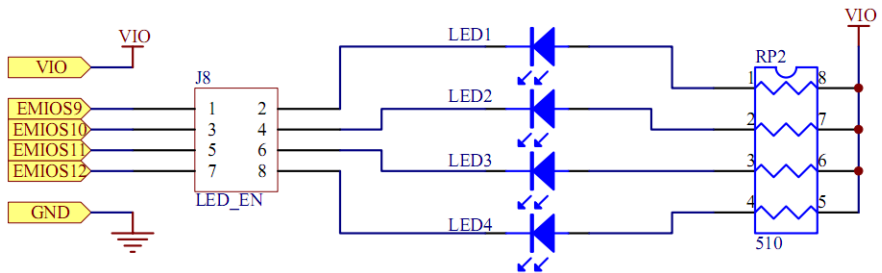 VIO
VIO
LED1
VIO
RP2
J8
1 8
EMIOS9 1 2
LED2
EMIOS10 3 4
2 7
EMIOS11 5 6
LED3
EMIOS12 7 8
3 6
LED_EN
GND
LED4
4 5
510